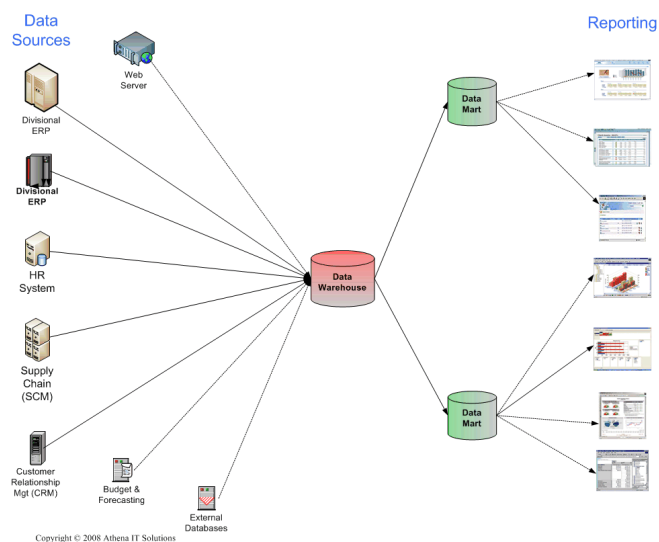 Data
Sources
Reporting
Web
Server
Divisional
ERP
Divisional
ERP
HR
System
Supply
Chain
(SCM)
Customer
Relationship
Mgt (CRM)
Budget &
Forecasting
External
Databases
Data
Warehouse
Data
Mart
Data
Mart
Copyright © 2008 Athena IT Solutions